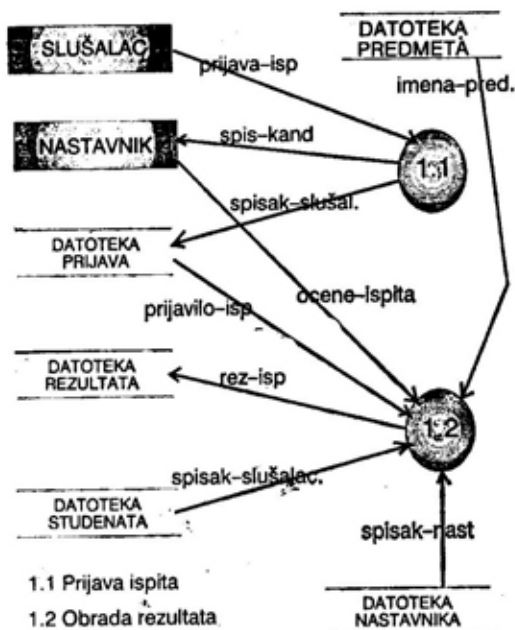 SLUŠALAC
DATOTEKA
PREDMETA
prijava-isp
imena-pred.
NASTAVNIK
spis-kand
1.1
spisak-slušal.
DATOTEKA
PRIJAVA
ocene-ispita
prijavilo-isp
DATOTEKA
REZULTATA
rez-isp
1.2
spisak-slušalac.
DATOTEKA
STUDENATA
spisak-nast
1.1 Prijava ispita
1.2 Obrada rezultata
DATOTEKA
NASTAVNIKA